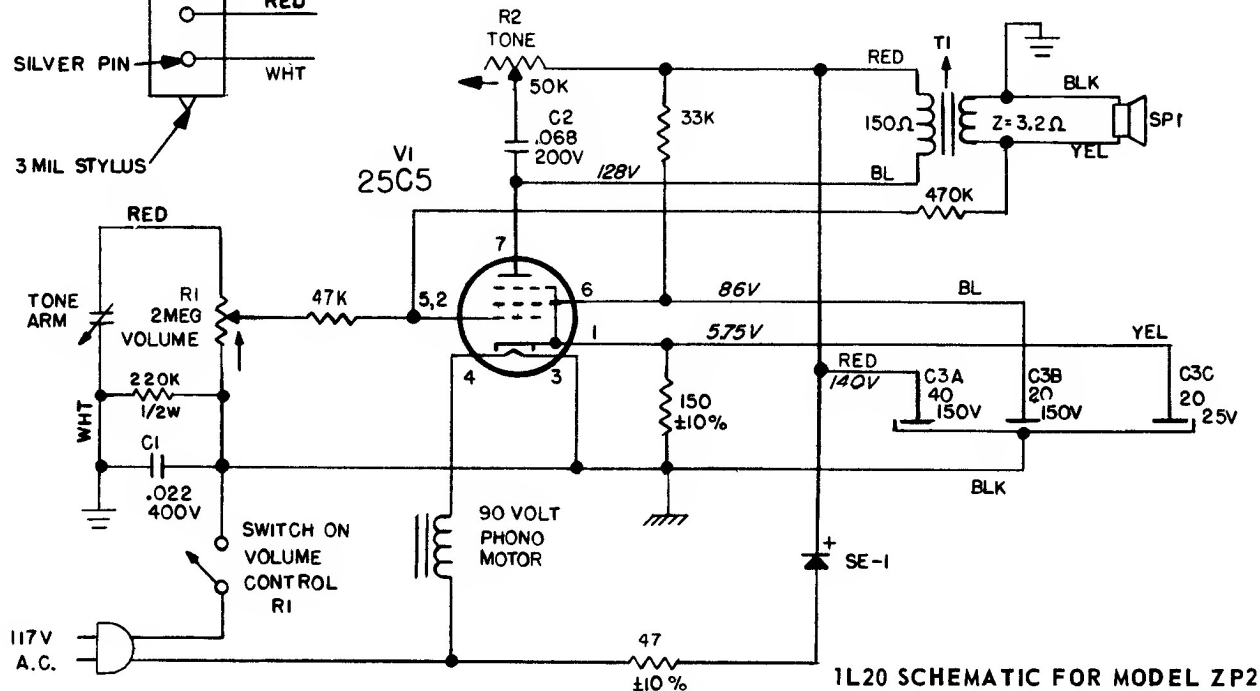 RED
SILVER PIN
WHT
3 MIL STYLUS
R2
TONE
50K
C2
.068
200V
V1
25C5
128V
33K
RED
T1
150Ω
Z=3.2Ω
BLK
SP1
YEL
BL
470K
RED
TONE
ARM
R1
2MEG
VOLUME
47K
5,2
7
6
86V
BL
1
5.75V
YEL
4
3
220K
1/2W
WHT
C1
.022
400V
150
±10%
RED
140V
C3A
40
150V
C3B
20
150V
C3C
20
25V
BLK
SWITCH ON
VOLUME
CONTROL
R1
90 VOLT
PHONO
MOTOR
+
SE-1
117V
A.C.
47
±10%
1L20 SCHEMATIC FOR MODEL ZP2